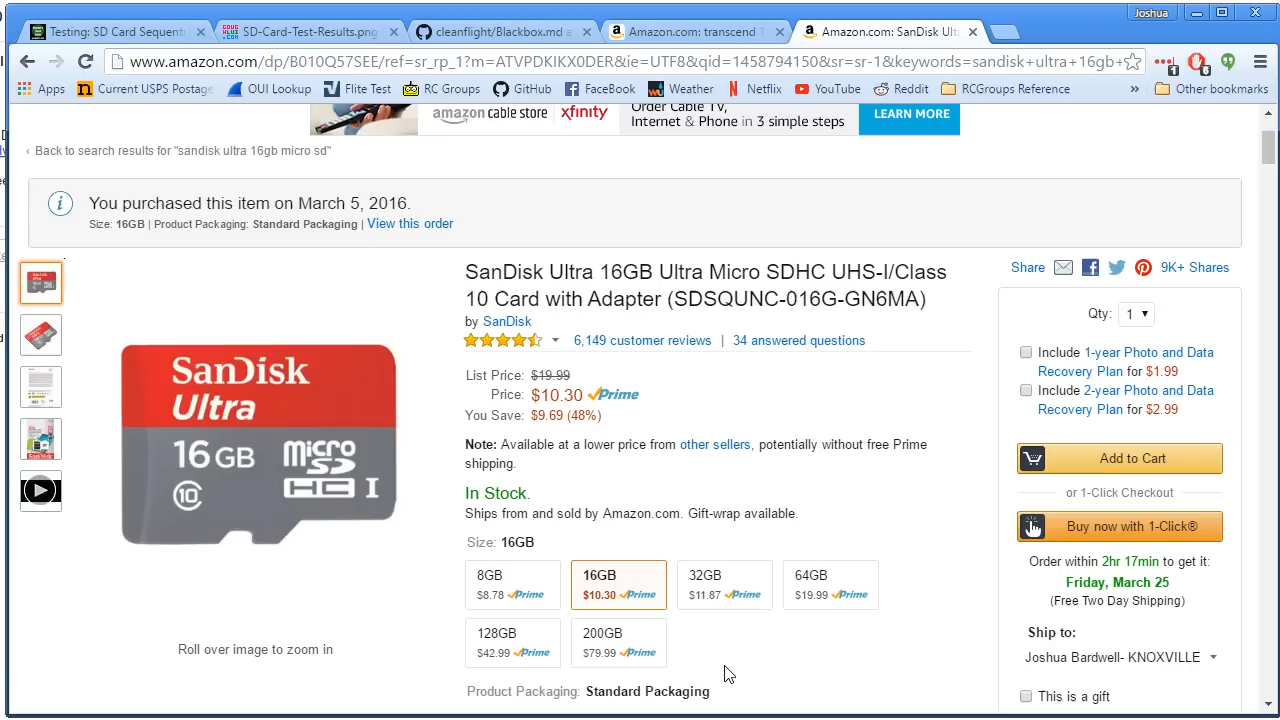 Joshua
Testing: SD Card Sequent
SD-Card-Test-Results.png
cleanflight/Blackbox.md a
Amazon.com: transcend 1
Amazon.com: SanDisk Ult
www.amazon.com/dp/B010Q57SEE/ref=sr_rp_1?m=ATVPDKIKX0DER&ie=UTF8&qid=1458794150&sr=sr-1&keywords=sandisk+ultra+16gb+
1
6
Apps
Current USPS Postage
OUI Lookup
Flite Test
RC Groups
GitHub
FaceBook
Weather
Netflix
YouTube
Reddit
RCGroups Reference
»
Other bookmarks
amazon cable store
xfinity
Order Cable TV,
Internet & Phone in 3 simple steps
LEARN MORE
‹ Back to search results for "sandisk ultra 16gb micro sd"
You purchased this item on March 5, 2016.
Size: 16GB | Product Packaging: Standard Packaging | View this order
SanDisk
Ultra
16 GB
micro
SD
HC I
10
Roll over image to zoom in
SanDisk Ultra 16GB Ultra Micro SDHC UHS-I/Class
10 Card with Adapter (SDSQUNC-016G-GN6MA)
by SanDisk
6,149 customer reviews | 34 answered questions
List Price: $19.99
Price: $10.30 Prime
You Save: $9.69 (48%)
Note: Available at a lower price from other sellers, potentially without free Prime
shipping.
In Stock.
Ships from and sold by Amazon.com. Gift-wrap available.
Size: 16GB
8GB
$8.78 Prime
16GB
$10.30 Prime
32GB
$11.87 Prime
64GB
$19.99 Prime
128GB
$42.99 Prime
200GB
$79.99 Prime
Product Packaging: Standard Packaging
Share
9K+ Shares
Qty: 1
Include 1-year Photo and Data
Recovery Plan for $1.99
Include 2-year Photo and Data
Recovery Plan for $2.99
Add to Cart
or 1-Click Checkout
Buy now with 1-Click®
Order within 2hr 17min to get it:
Friday, March 25
(Free Two Day Shipping)
Ship to:
Joshua Bardwell- KNOXVILLE
This is a gift